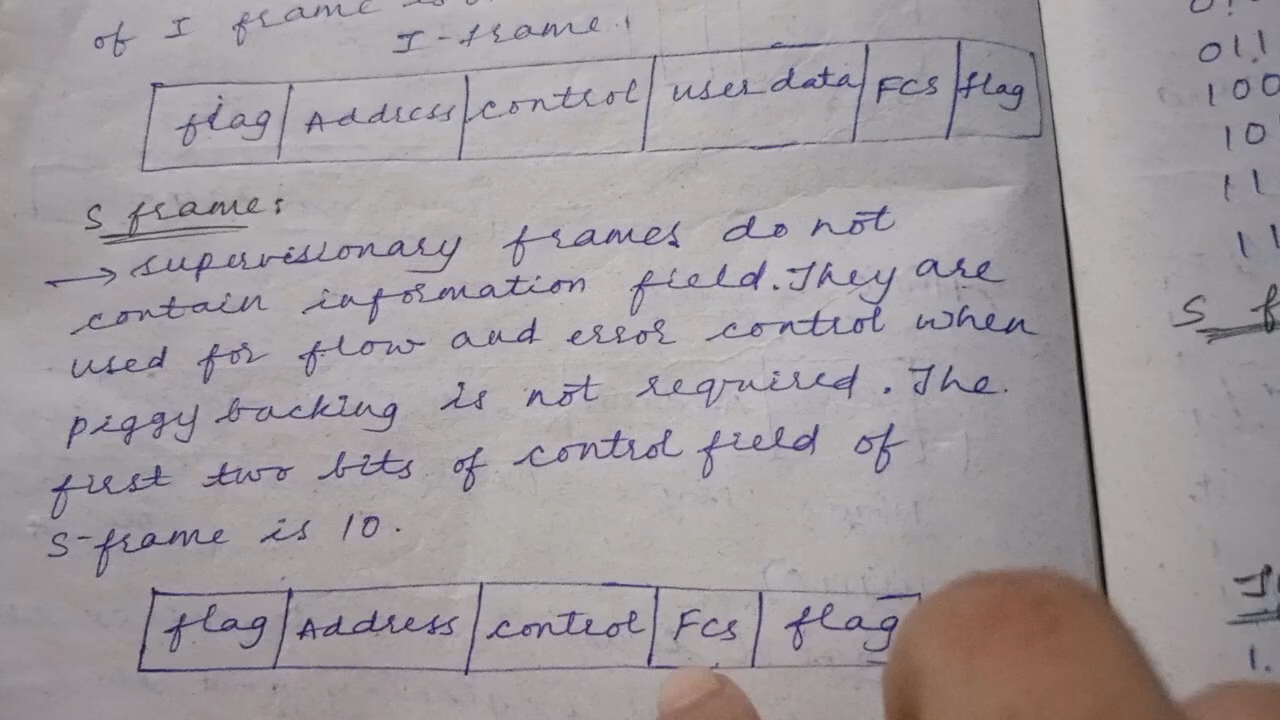 of I frame is
I-frame.
flag Address control user data FCS flag
S frame:
→ supervisionary frames do not
contain information field. They are
used for flow and error control when
piggy backing is not required. The.
first two bits of control field of
S-frame is 10.
flag Address control FCS flag
011
100
10
11
11
S f
1.